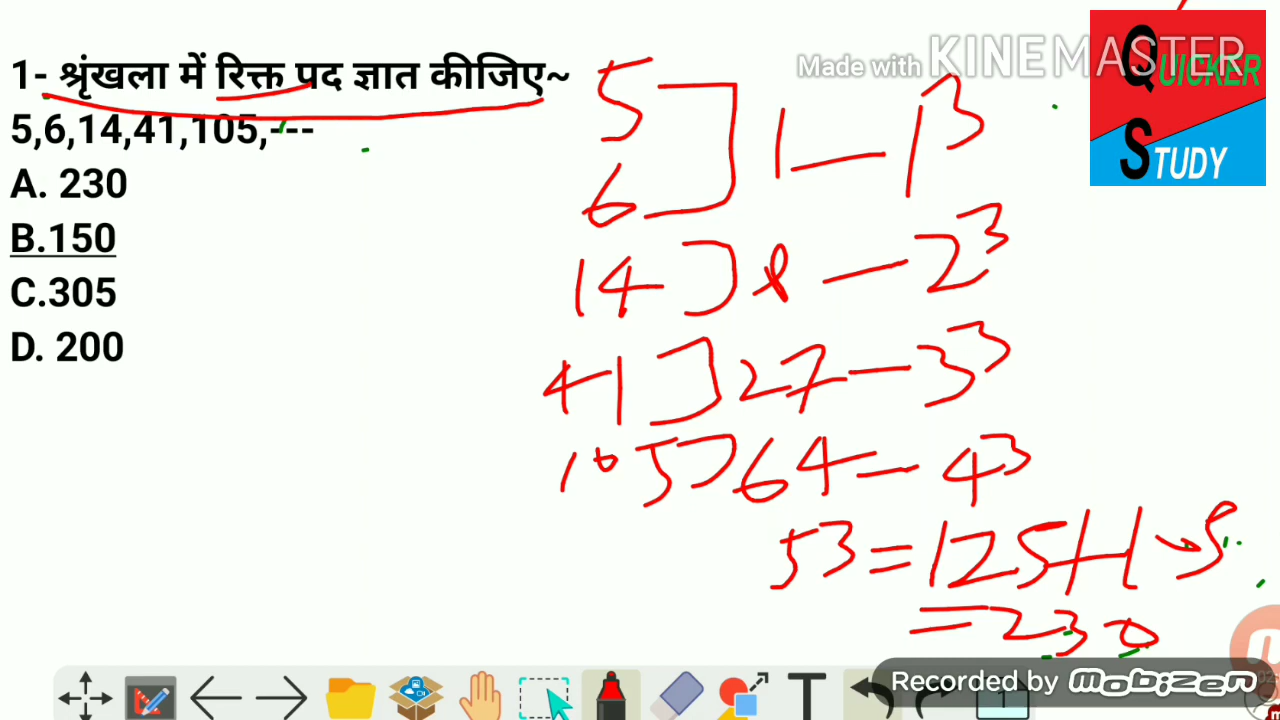 1- श्रृंखला में रिक्त पद ज्ञात कीजिए~
5,6,14,41,105,---
A. 230
B.150
C.305
D. 200
5
6 ] 1 — 1³
14 ] 8 — 2³
41 ] 27 — 3³
105 ] 64 — 4³
5³ = 125+105
= 230
Made with KINEMASTER
QUICKER
STUDY
T
1
Recorded by mobizen